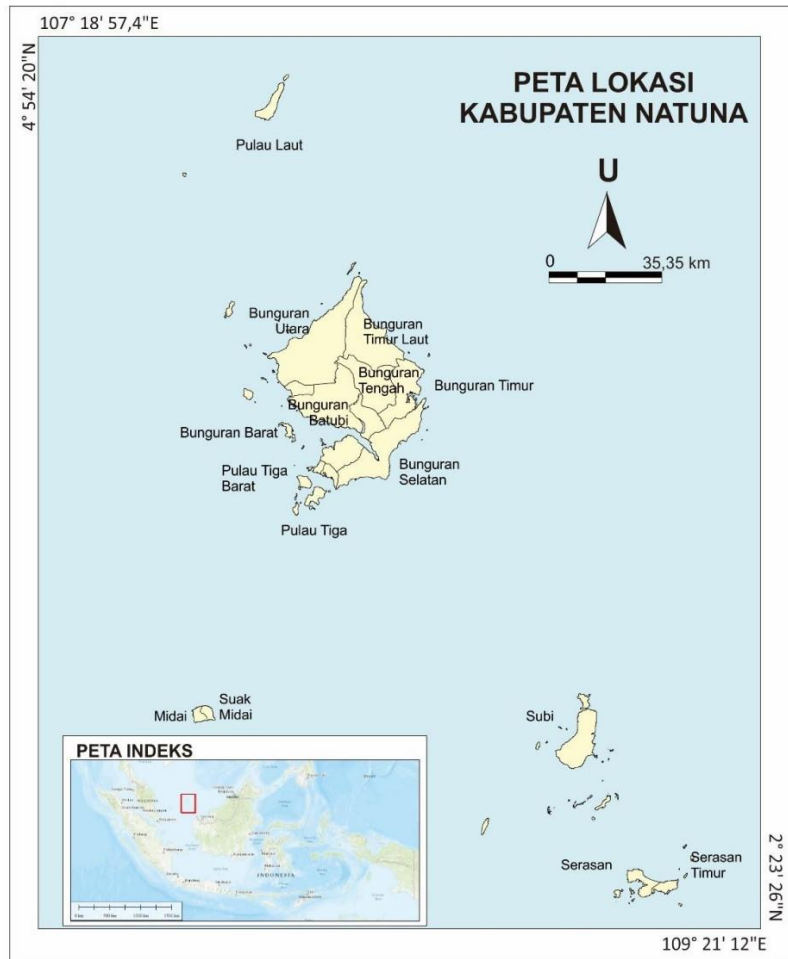 107° 18' 57,4"E
4° 54' 20"N
PETA LOKASI
KABUPATEN NATUNA
U
0 35,35 km
Pulau Laut
Bunguran
Utara
Bunguran
Timur Laut
Bunguran
Tengah
Bunguran Timur
Bunguran
Batubi
Bunguran Barat
Pulau Tiga
Barat
Bunguran
Selatan
Pulau Tiga
Suak
Midai
Midai
Subi
Serasan
Serasan
Timur
PETA INDEKS
INDONESIA
2° 23' 26"N
109° 21' 12"E